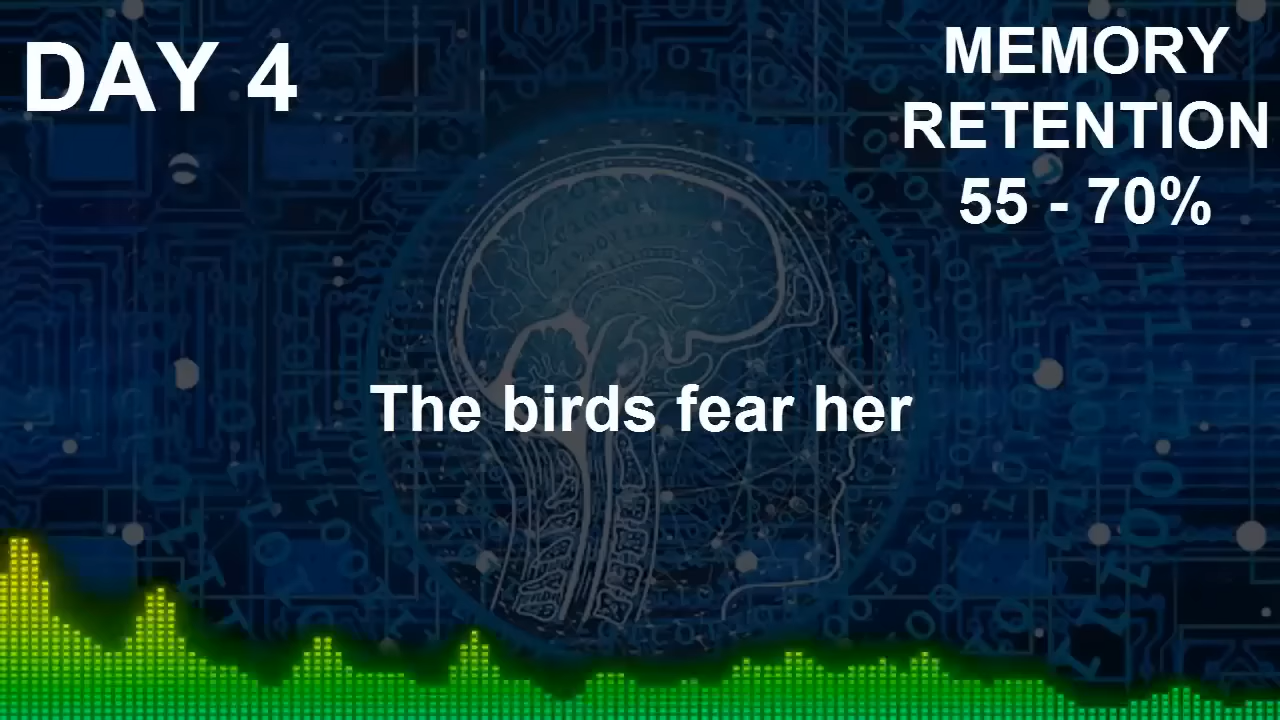 DAY 4
MEMORY
RETENTION
55 - 70%
The birds fear her